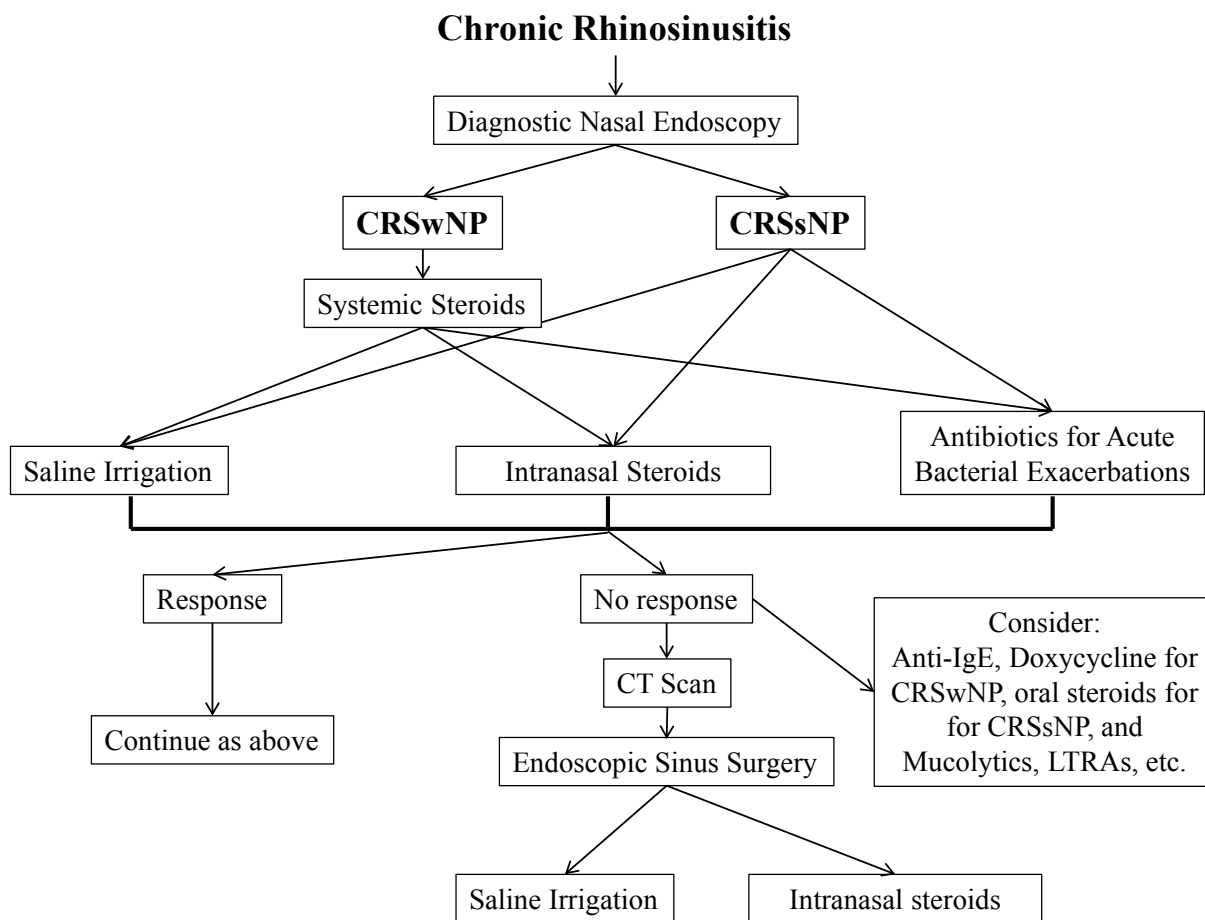 Chronic Rhinosinusitis
Diagnostic Nasal Endoscopy
CRSwNP
CRSsNP
Systemic Steroids
Saline Irrigation
Intranasal Steroids
Antibiotics for Acute
Bacterial Exacerbations
Response
No response
Consider:
Anti-IgE, Doxycycline for
CRSwNP, oral steroids for
for CRSsNP, and
Mucolytics, LTRAs, etc.
CT Scan
Continue as above
Endoscopic Sinus Surgery
Saline Irrigation
Intranasal steroids